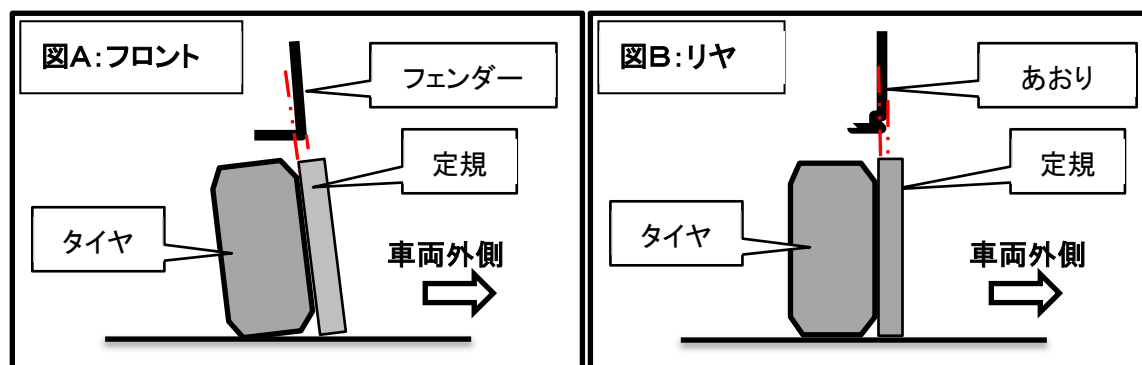 図A:フロント
フェンダー
定規
タイヤ
車両外側
図B:リヤ
あおり
定規
タイヤ
車両外側